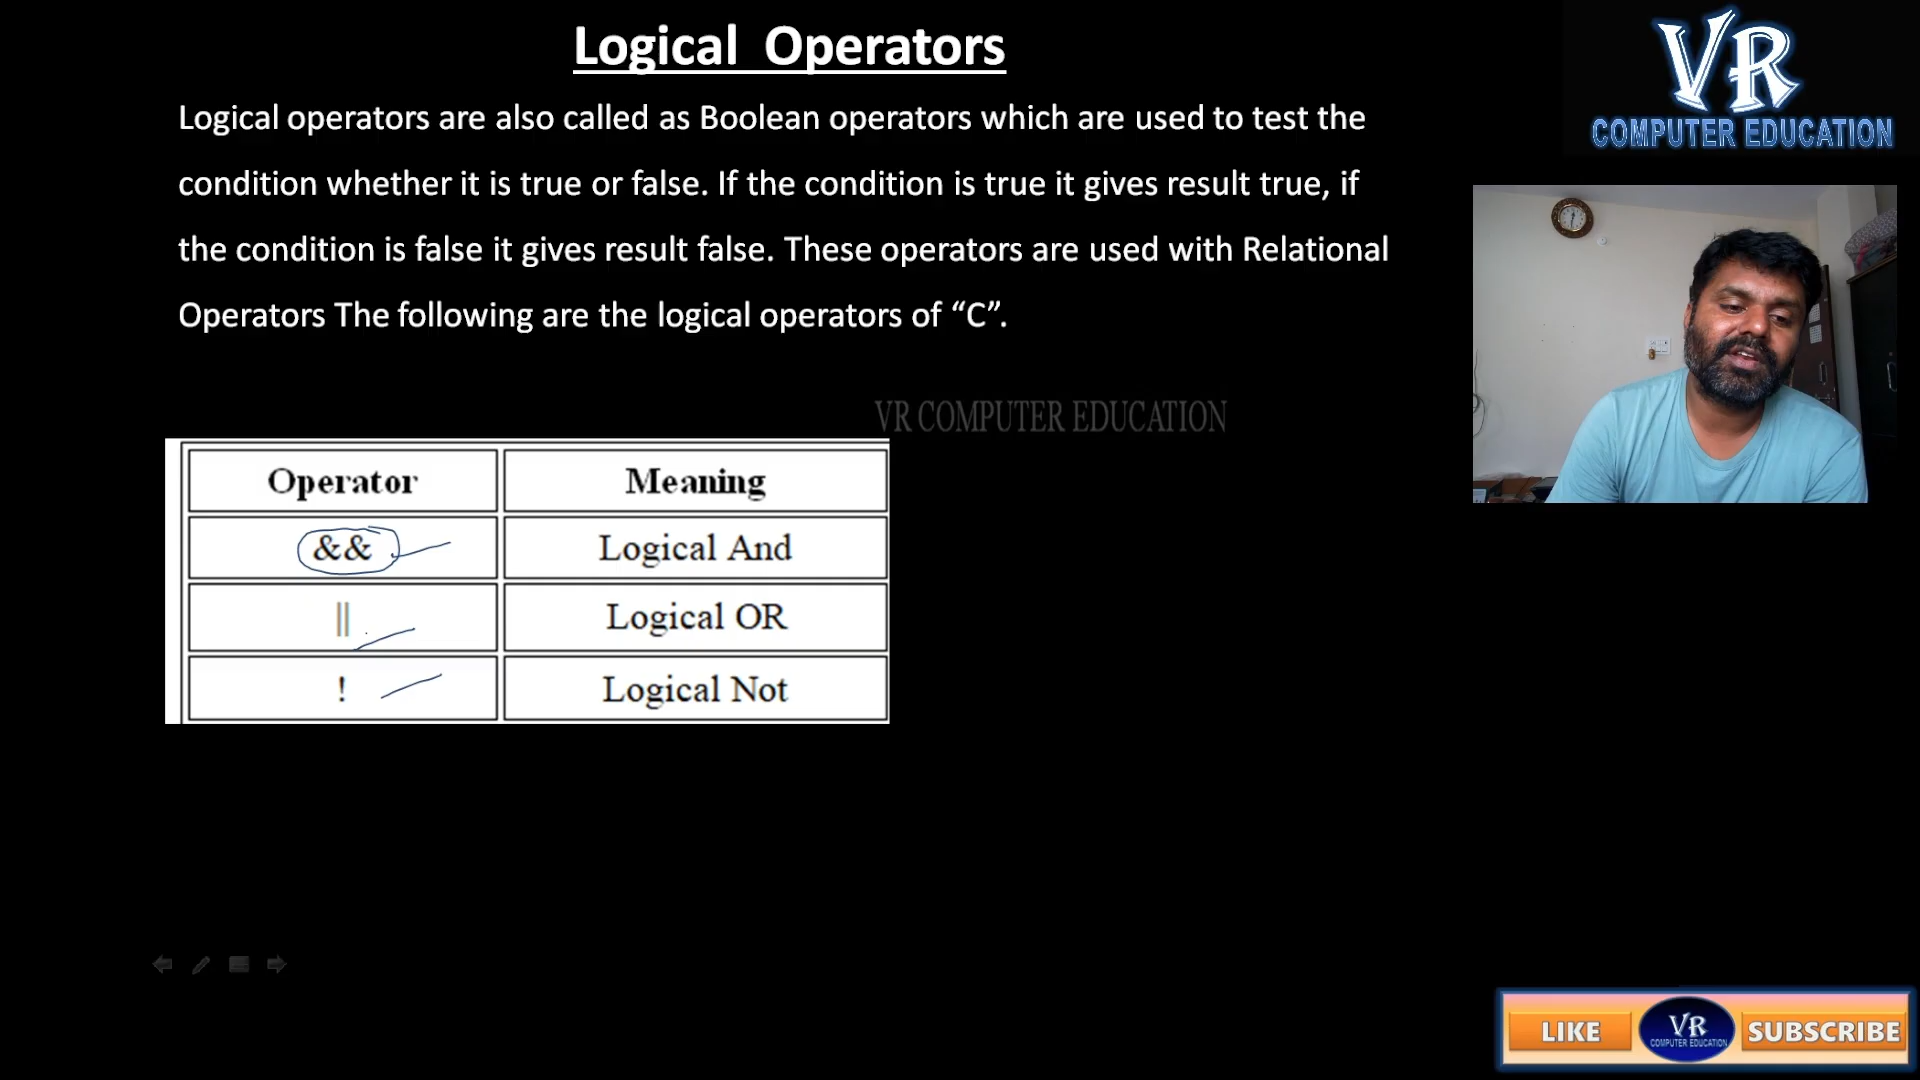 Logical Operators
VR
COMPUTER EDUCATION
Logical operators are also called as Boolean operators which are used to test the
condition whether it is true or false. If the condition is true it gives result true, if
the condition is false it gives result false. These operators are used with Relational
Operators The following are the logical operators of “C”.
VR COMPUTER EDUCATION
Operator Meaning
&& Logical And
|| Logical OR
! Logical Not
LIKE
VR
COMPUTER EDUCATION
SUBSCRIBE